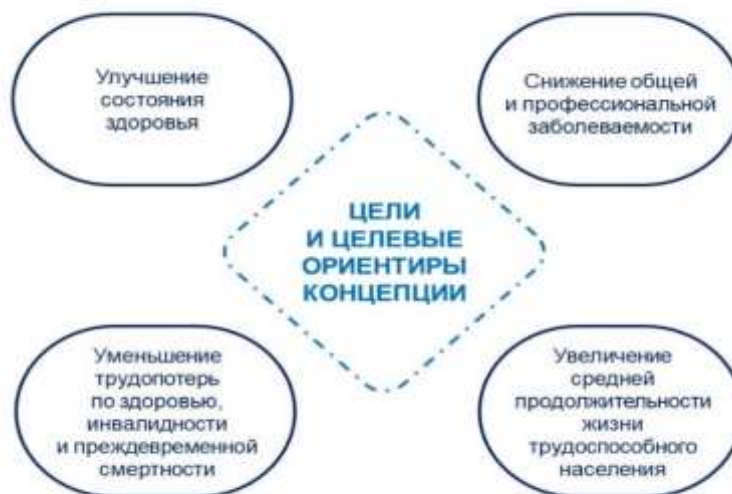 Улучшение
состояния
здоровья
Снижение общей
и профессиональной
заболеваемости
ЦЕЛИ
И ЦЕЛЕВЫЕ
ОРИЕНТИРЫ
КОНЦЕПЦИИ
Уменьшение
трудопотерь
по здоровью,
инвалидности
и преждевременной
смертности
Увеличение
средней
продолжительности
жизни
трудоспособного
населения